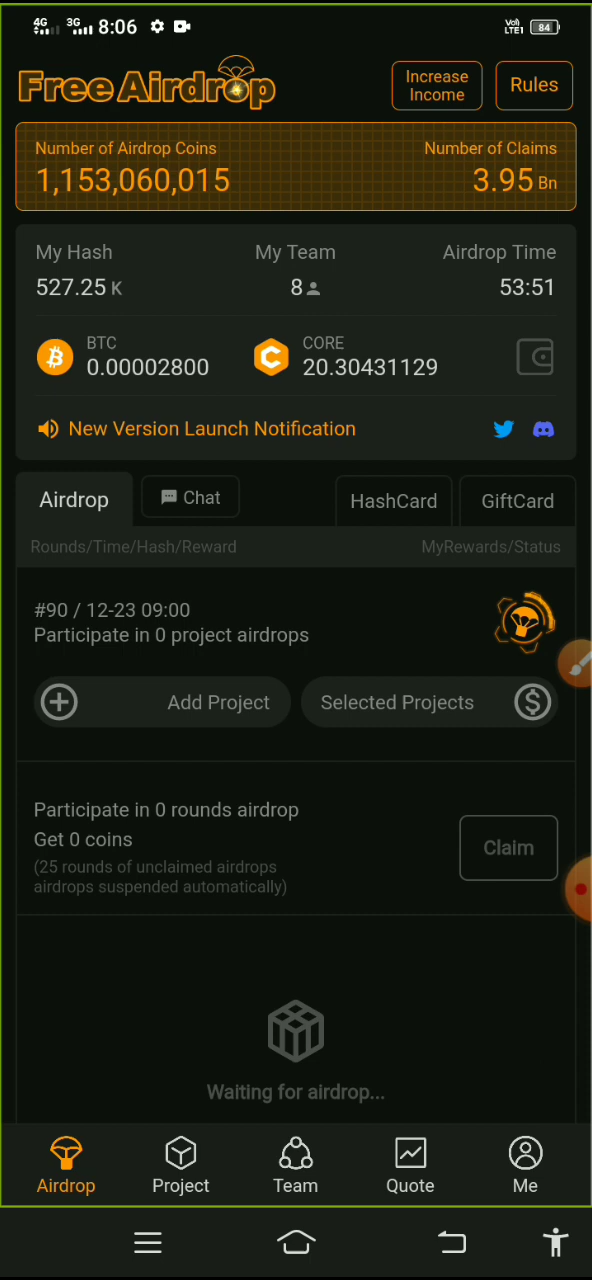 4G 3G 8:06 VoI) LTE1 84
Free Airdrop
Increase
Income
Rules
Number of Airdrop Coins Number of Claims
1,153,060,015 3.95 Bn
My Hash My Team Airdrop Time
527.25 K 8 53:51
BTC CORE
0.00002800 20.30431129
New Version Launch Notification
Airdrop Chat HashCard GiftCard
Rounds/Time/Hash/Reward MyRewards/Status
#90 / 12-23 09:00
Participate in 0 project airdrops
Add Project Selected Projects
Participate in 0 rounds airdrop
Get 0 coins
(25 rounds of unclaimed airdrops
airdrops suspended automatically)
Claim
Waiting for airdrop...
Airdrop Project Team Quote Me